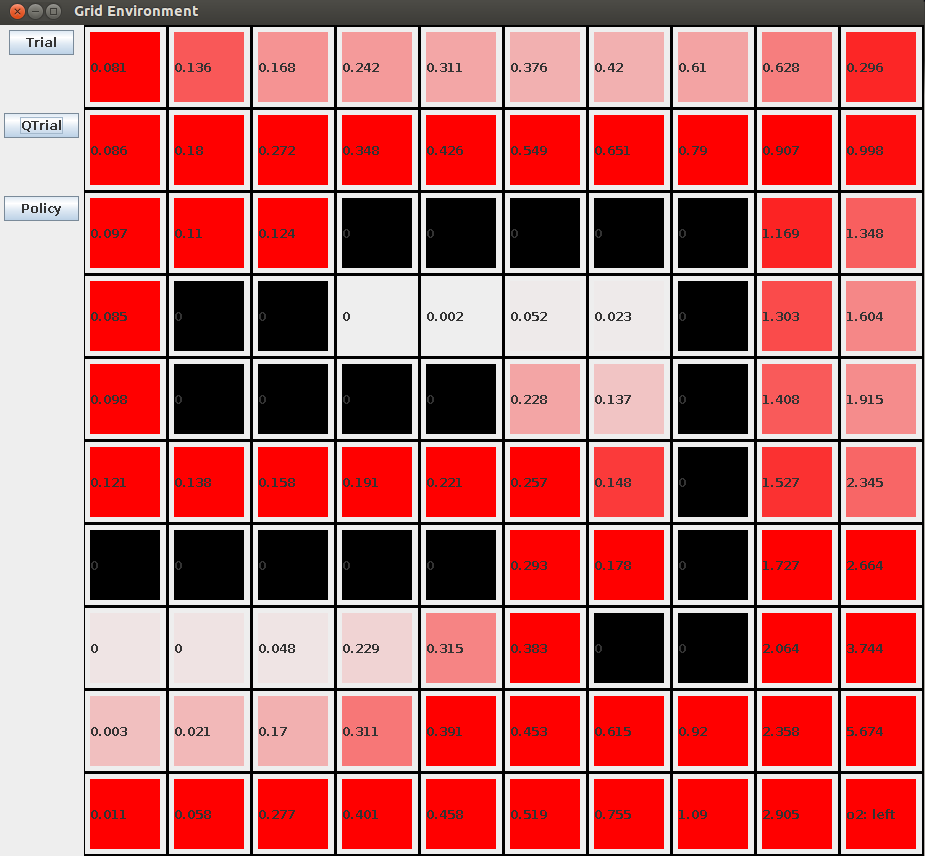 Grid Environment
Trial
QTrial
Policy
0.081 0.136 0.168 0.242 0.311 0.376 0.42 0.61 0.628 0.296
0.086 0.18 0.272 0.348 0.426 0.549 0.651 0.79 0.907 0.998
0.097 0.11 0.124 0 0 0 0 0 1.169 1.348
0.085 0 0 0 0.002 0.052 0.023 0 1.303 1.604
0.098 0 0 0 0 0.228 0.137 0 1.408 1.915
0.121 0.138 0.158 0.191 0.221 0.257 0.148 0 1.527 2.345
0 0 0 0 0 0.293 0.178 0 1.727 2.664
0 0 0.048 0.229 0.315 0.383 0 0 2.064 3.744
0.003 0.021 0.17 0.311 0.391 0.453 0.615 0.92 2.358 5.674
0.011 0.058 0.277 0.401 0.458 0.519 0.755 1.09 2.905 left